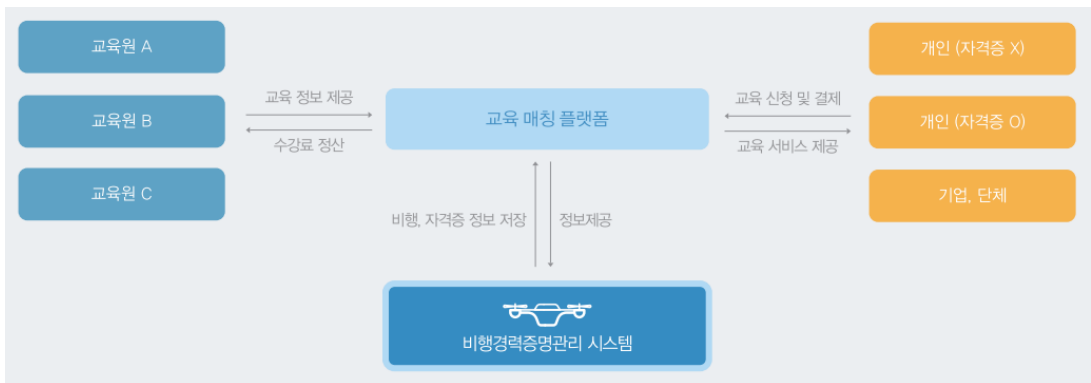 교육원 A
교육원 B
교육원 C
교육 정보 제공
수강료 정산
교육 매칭 플랫폼
교육 신청 및 결제
교육 서비스 제공
개인 (자격증 X)
개인 (자격증 O)
기업, 단체
비행, 자격증 정보 저장
정보제공
비행경력증명관리 시스템